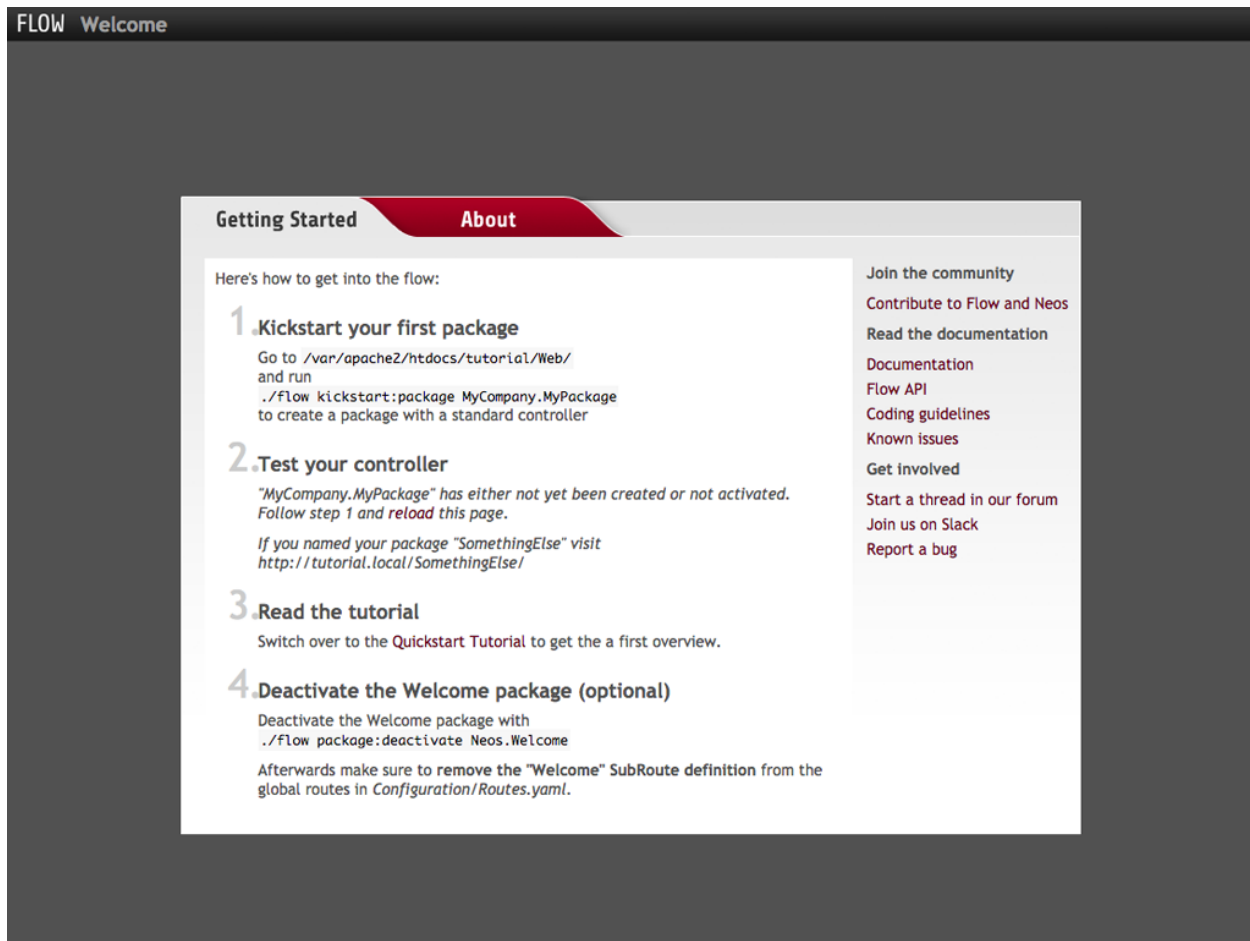 FLOW Welcome
Getting Started
About
Here's how to get into the flow:
1.Kickstart your first package
Go to /var/apache2/htdocs/tutorial/Web/
and run
./flow kickstart:package MyCompany.MyPackage
to create a package with a standard controller
2.Test your controller
"MyCompany.MyPackage" has either not yet been created or not activated.
Follow step 1 and reload this page.
If you named your package "SomethingElse" visit
http://tutorial.local/SomethingElse/
3.Read the tutorial
Switch over to the Quickstart Tutorial to get the a first overview.
4.Deactivate the Welcome package (optional)
Deactivate the Welcome package with
./flow package:deactivate Neos.Welcome
Afterwards make sure to remove the "Welcome" SubRoute definition from the
global routes in Configuration/Routes.yaml.
Join the community
Contribute to Flow and Neos
Read the documentation
Documentation
Flow API
Coding guidelines
Known issues
Get involved
Start a thread in our forum
Join us on Slack
Report a bug